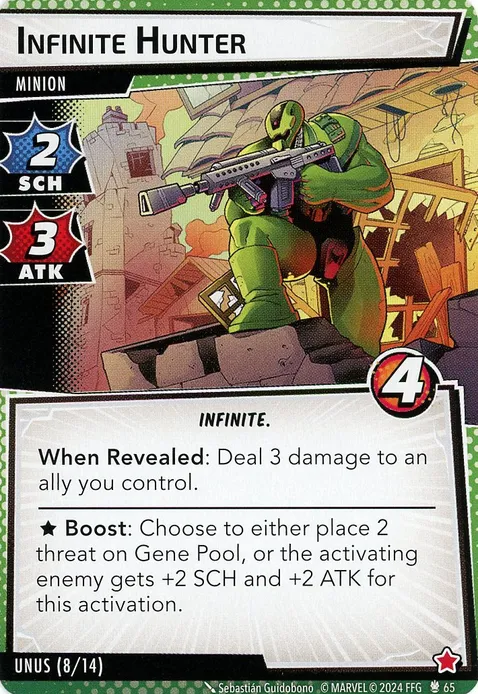 INFINITE HUNTER
MINION
2
SCH
3
ATK
4
INFINITE.
When Revealed: Deal 3 damage to an
ally you control.
★ Boost: Choose to either place 2
threat on Gene Pool, or the activating
enemy gets +2 SCH and +2 ATK for
this activation.
UNUS (8/14)
Sebastián Guidobono © MARVEL © 2024 FFG 65